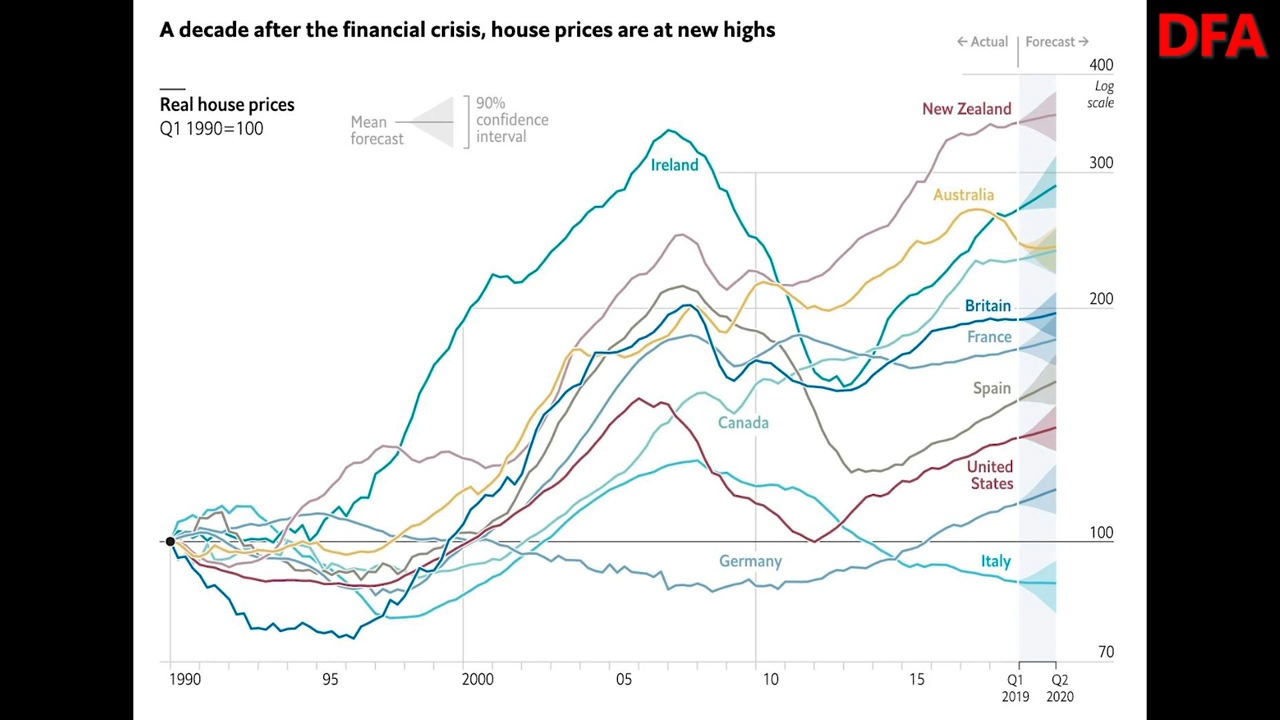 A decade after the financial crisis, house prices are at new highs
DFA
← Actual
Forecast →
Real house prices
Q1 1990=100
Mean
forecast
90%
confidence
interval
400
Log
scale
New Zealand
Ireland
300
Australia
Britain
200
France
Spain
Canada
United
States
100
Germany
Italy
70
1990
95
2000
05
10
15
Q1
2019
Q2
2020